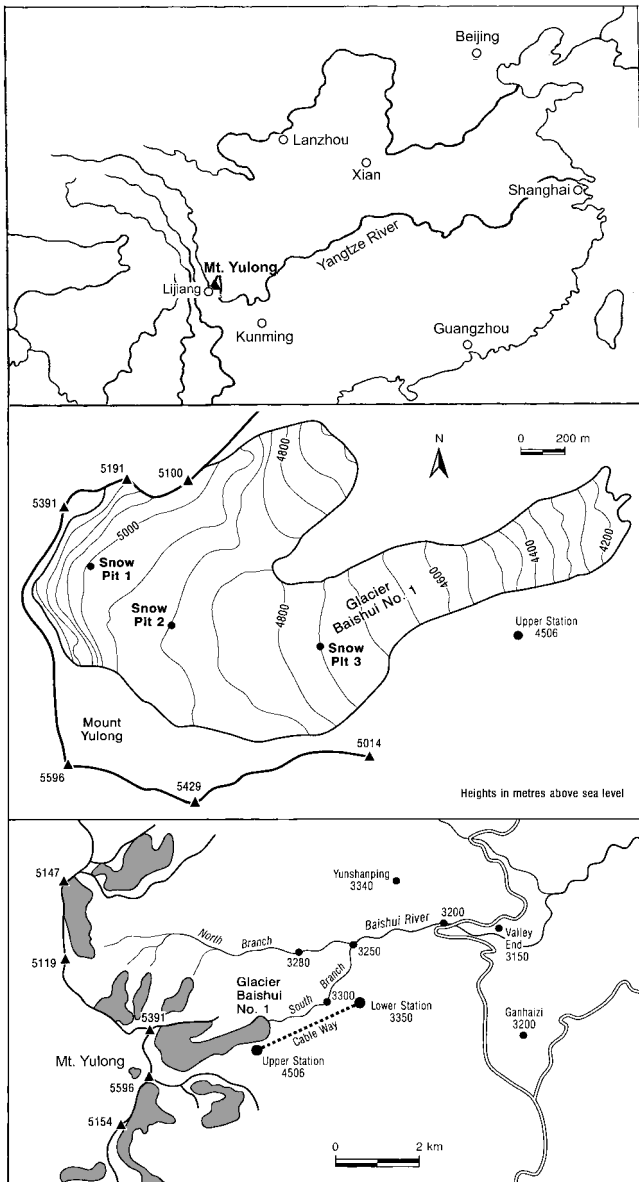 Beijing
Lanzhou
Xian
Shanghai
Yangtze River
Mt. Yulong
Lijiang
Kunming
Guangzhou
N
0 200 m
5191
5100
4800
5391
5000
4200
4400
4600
Snow
Pit 1
Glacier
Baishui No. 1
Snow
Pit 2
4800
Upper Station
4506
Snow
Pit 3
Mount
Yulong
5014
5596
5429
Heights in metres above sea level
5147
Yunshanping
3340
Baishui River
3200
North Branch
Valley
End
3150
5119
3280
3250
South Branch
Glacier
Baishui
No. 1
3300
Lower Station
3350
Ganhaizi
3200
5391
Cable Way
Mt. Yulong
Upper Station
4506
5596
5154
0 2 km